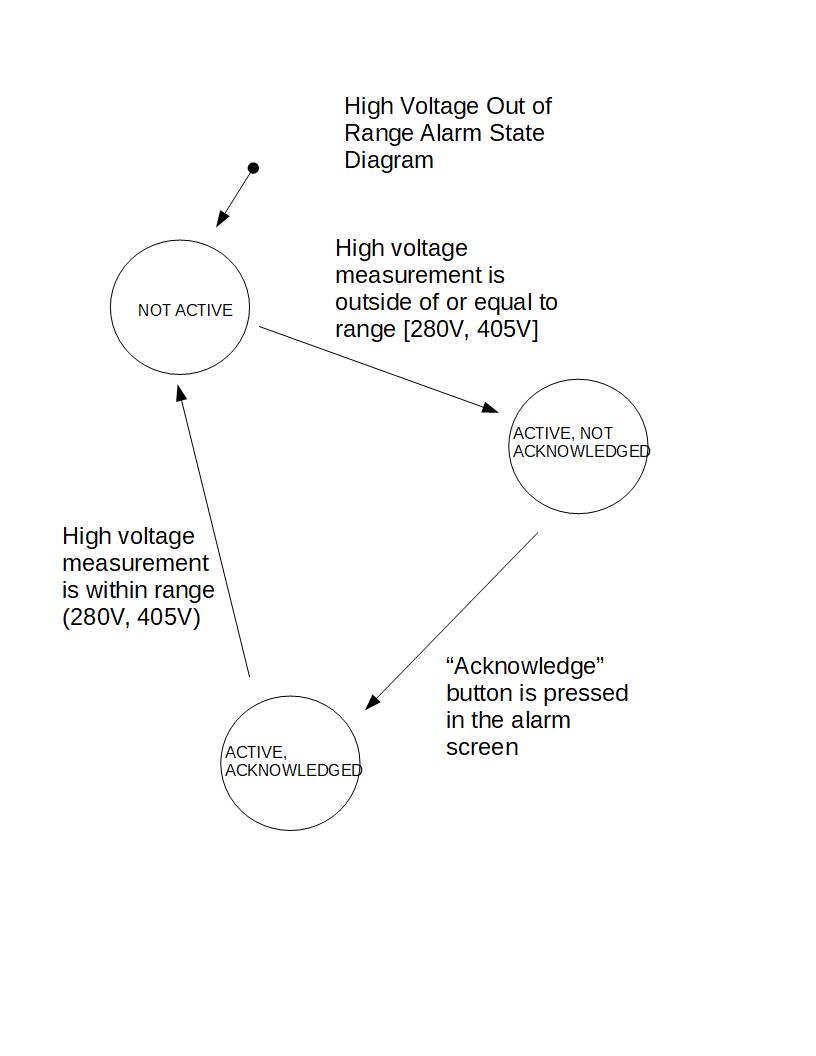 High Voltage Out of
Range Alarm State
Diagram
High voltage
measurement is
outside of or equal to
range [280V, 405V]
NOT ACTIVE
ACTIVE, NOT
ACKNOWLEDGED
High voltage
measurement
is within range
(280V, 405V)
“Acknowledge”
button is pressed
in the alarm
screen
ACTIVE,
ACKNOWLEDGED